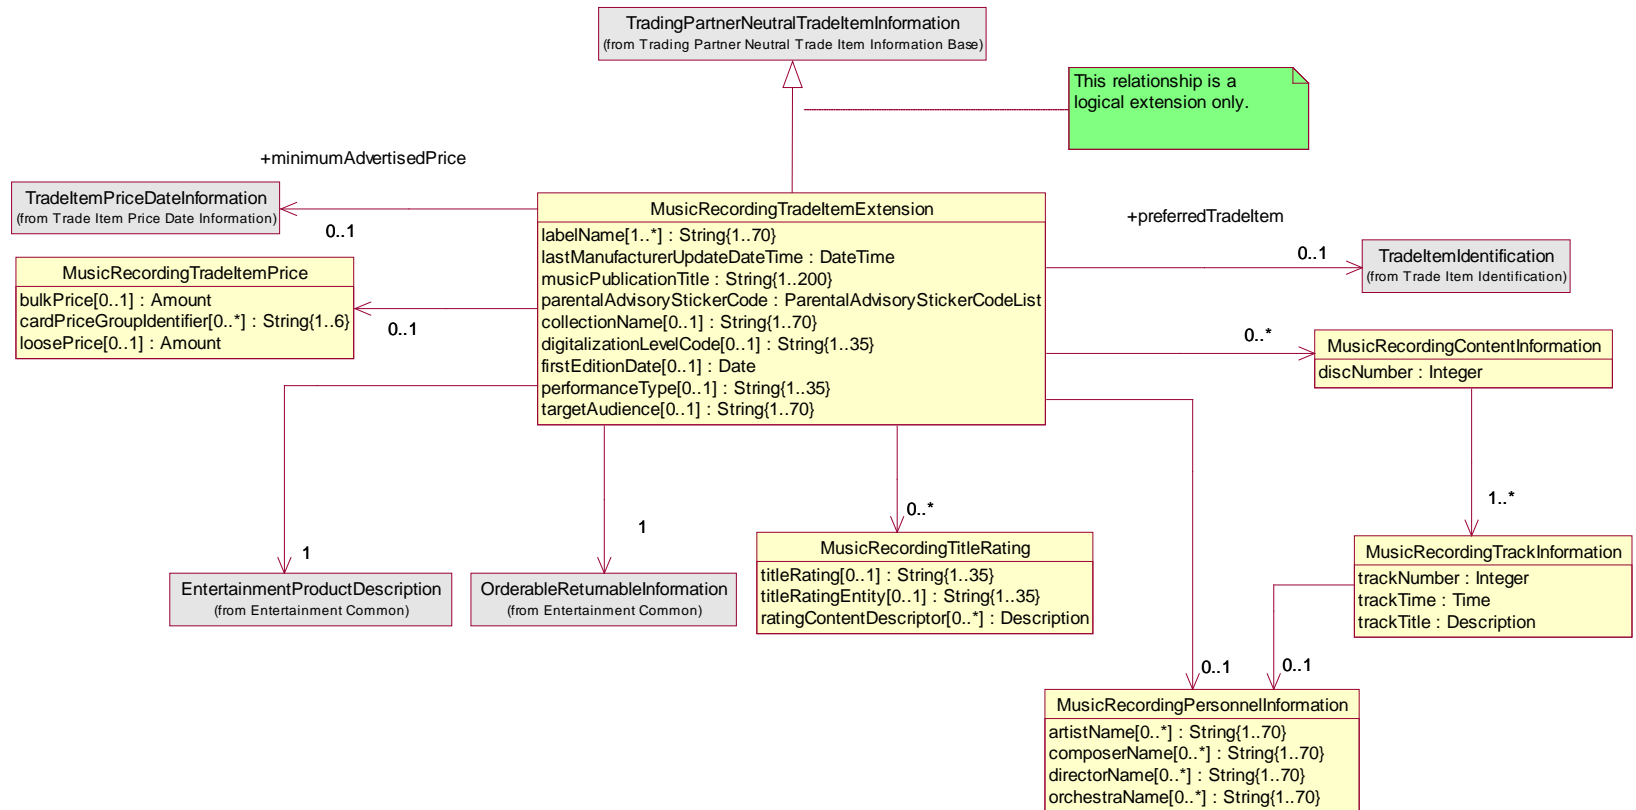 TradingPartnerNeutralTradeItemInformation
(from Trading Partner Neutral Trade Item Information Base)
This relationship is a
logical extension only.
+minimumAdvertisedPrice
TradeItemPriceDateInformation
(from Trade Item Price Date Information)
0..1
MusicRecordingTradeItemExtension
labelName[1..*] : String{1..70}
lastManufacturerUpdateDateTime : DateTime
musicPublicationTitle : String{1..200}
parentalAdvisoryStickerCode : ParentalAdvisoryStickerCodeList
collectionName[0..1] : String{1..70}
digitalizationLevelCode[0..1] : String{1..35}
firstEditionDate[0..1] : Date
performanceType[0..1] : String{1..35}
targetAudience[0..1] : String{1..70}
+preferredTradeItem
0..1
TradeItemIdentification
(from Trade Item Identification)
MusicRecordingTradeItemPrice
bulkPrice[0..1] : Amount
cardPriceGroupIdentifier[0..*] : String{1..6}
loosePrice[0..1] : Amount
0..1
0..*
MusicRecordingContentInformation
discNumber : Integer
1
EntertainmentProductDescription
(from Entertainment Common)
1
OrderableReturnableInformation
(from Entertainment Common)
0..*
MusicRecordingTitleRating
titleRating[0..1] : String{1..35}
titleRatingEntity[0..1] : String{1..35}
ratingContentDescriptor[0..*] : Description
1..*
MusicRecordingTrackInformation
trackNumber : Integer
trackTime : Time
trackTitle : Description
0..1
0..1
MusicRecordingPersonnelInformation
artistName[0..*] : String{1..70}
composerName[0..*] : String{1..70}
directorName[0..*] : String{1..70}
orchestraName[0..*] : String{1..70}